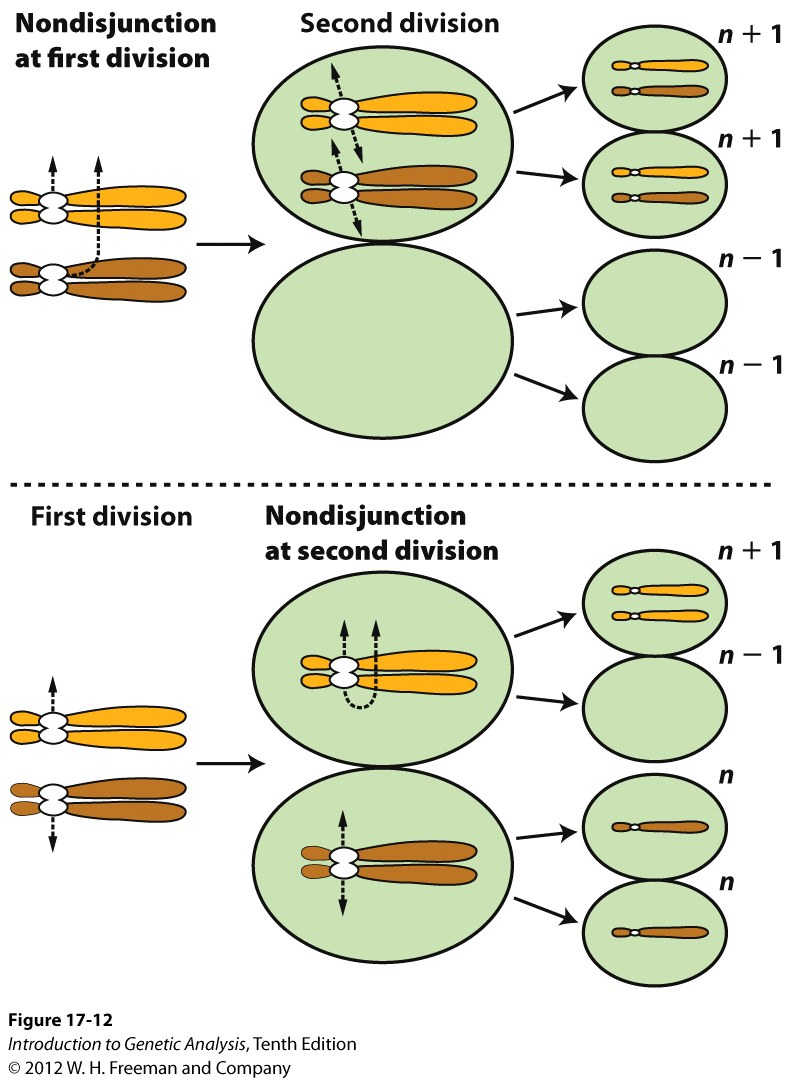 Nondisjunction
at first division
Second division
n + 1
n + 1
n − 1
n − 1
First division
Nondisjunction
at second division
n + 1
n − 1
n
n
Figure 17-12
Introduction to Genetic Analysis, Tenth Edition
© 2012 W. H. Freeman and Company